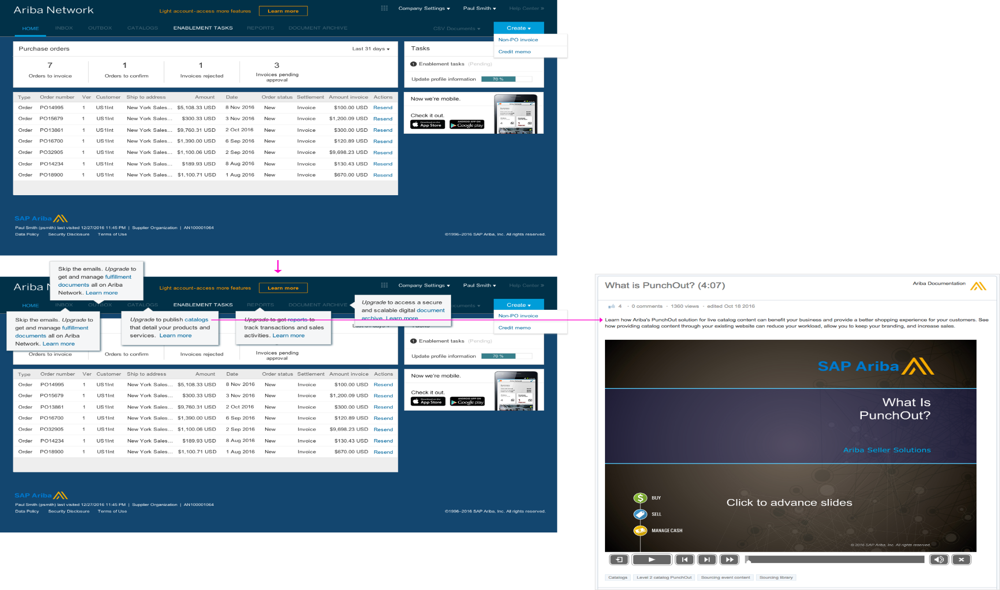 Ariba Network
Light account-access more features
Learn more
Company Settings
Paul Smith
Help Center »
HOME
INBOX
OUTBOX
CATALOGS
ENABLEMENT TASKS
REPORTS
DOCUMENT ARCHIVE
CSV Documents
Create
Non-PO invoice
Credit memo
Purchase orders
Last 31 days
7
Orders to invoice
1
Orders to confirm
1
Invoices rejected
3
Invoices pending
approval
Tasks
1 Enablement tasks (Pending)
Update profile information 70 %
Type Order number Ver Customer Ship to address Amount Date Order status Settlement Amount invoice Actions
Order PO14995 1 US1Int New York Sales... $5,108.33 USD 8 Nov 2016 New Invoice $100.00 USD Resend
Order PO15679 1 US1Int New York Sales... $300.33 USD 3 Nov 2016 New Invoice $1,200.09 USD Resend
Order PO13861 1 US1Int New York Sales... $9,760.31 USD 2 Oct 2016 New Invoice $300.00 USD Resend
Order PO16700 1 US1Int New York Sales... $1,390.00 USD 6 Sep 2016 New Invoice $120.89 USD Resend
Order PO32905 1 US1Int New York Sales... $1,100.06 USD 2 Sep 2016 New Invoice $9,698.23 USD Resend
Order PO14234 1 US1Int New York Sales... $189.93 USD 8 Aug 2016 New Invoice $130.43 USD Resend
Order PO18900 1 US1Int New York Sales... $1,100.71 USD 1 Aug 2016 New Invoice $670.00 USD Resend
Now we're mobile.
Check it out.
Download on the
App Store
ANDROID APP ON
Google play
SAP Ariba
Paul Smith (psmith) last visited 12/27/2016 11:45 PM | Supplier Organization | AN100001064
Data Policy Security Disclosure Terms of Use
©1996–2016 SAP Ariba, Inc. All rights reserved.
Skip the emails. Upgrade to
get and manage fulfillment
documents all on Ariba
Network. Learn more
Ariba N
Light account-access more features
Learn more
Company Settings
Paul Smith
Help Center »
HOME
INBOX
OUTBOX
CATALOGS
ENABLEMENT TASKS
REPORTS
DOCUMENT ARCHIVE
Create
Non-PO invoice
Credit memo
Skip the emails. Upgrade to
get and manage fulfillment
documents all on Ariba
Network. Learn more
Upgrade to publish catalogs
that detail your products and
services. Learn more
Upgrade to get reports to
track transactions and sales
activities. Learn more
Upgrade to access a secure
and scalable digital document
archive. Learn more
Last 31 days
Tasks
Orders to invoice
Orders to confirm
Invoices rejected
Invoices pending
approval
1 Enablement tasks (Pending)
Update profile information 70 %
Type Order number Ver Customer Ship to address Amount Date Order status Settlement Amount invoice Actions
Order PO14995 1 US1Int New York Sales... $5,108.33 USD 8 Nov 2016 New Invoice $100.00 USD Resend
Order PO15679 1 US1Int New York Sales... $300.33 USD 3 Nov 2016 New Invoice $1,200.09 USD Resend
Order PO13861 1 US1Int New York Sales... $9,760.31 USD 2 Oct 2016 New Invoice $300.00 USD Resend
Order PO16700 1 US1Int New York Sales... $1,390.00 USD 6 Sep 2016 New Invoice $120.89 USD Resend
Order PO32905 1 US1Int New York Sales... $1,100.06 USD 2 Sep 2016 New Invoice $9,698.23 USD Resend
Order PO14234 1 US1Int New York Sales... $189.93 USD 8 Aug 2016 New Invoice $130.43 USD Resend
Order PO18900 1 US1Int New York Sales... $1,100.71 USD 1 Aug 2016 New Invoice $670.00 USD Resend
Now we're mobile.
Check it out.
Download on the
App Store
ANDROID APP ON
Google play
SAP Ariba
Paul Smith (psmith) last visited 12/27/2016 11:45 PM | Supplier Organization | AN100001064
Data Policy Security Disclosure Terms of Use
©1996–2016 SAP Ariba, Inc. All rights reserved.
What is PunchOut? (4:07)
Ariba Documentation
4 · 0 comments · 1360 views · edited Oct 18 2016
Learn how Ariba's PunchOut solution for live catalog content can benefit your business and provide a better shopping experience for your customers. See
how providing catalog content through your existing website can reduce your workload, allow you to keep your branding, and increase sales.
SAP Ariba
What Is
PunchOut?
Ariba Seller Solutions
BUY
SELL
MANAGE CASH
Click to advance slides
© 2016 SAP Ariba, Inc. All rights reserved.
Catalogs
Level 2 catalog PunchOut
Sourcing event content
Sourcing library